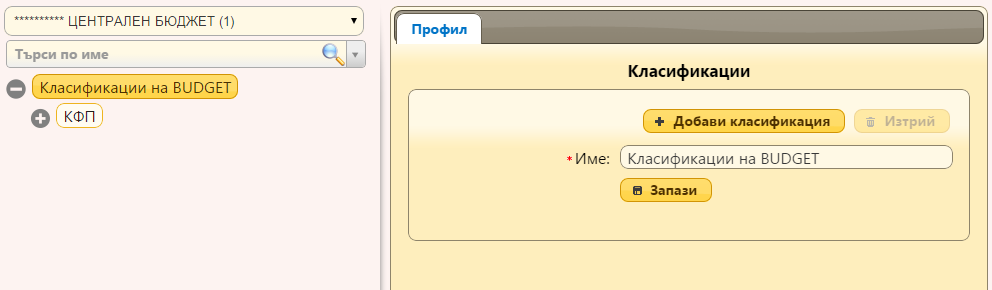 ********** ЦЕНТРАЛЕН БЮДЖЕТ (1)
Търси по име
Класификации на BUDGET
КФП
Профил
Класификации
Добави класификация
Изтрий
*Име: Класификации на BUDGET
Запази